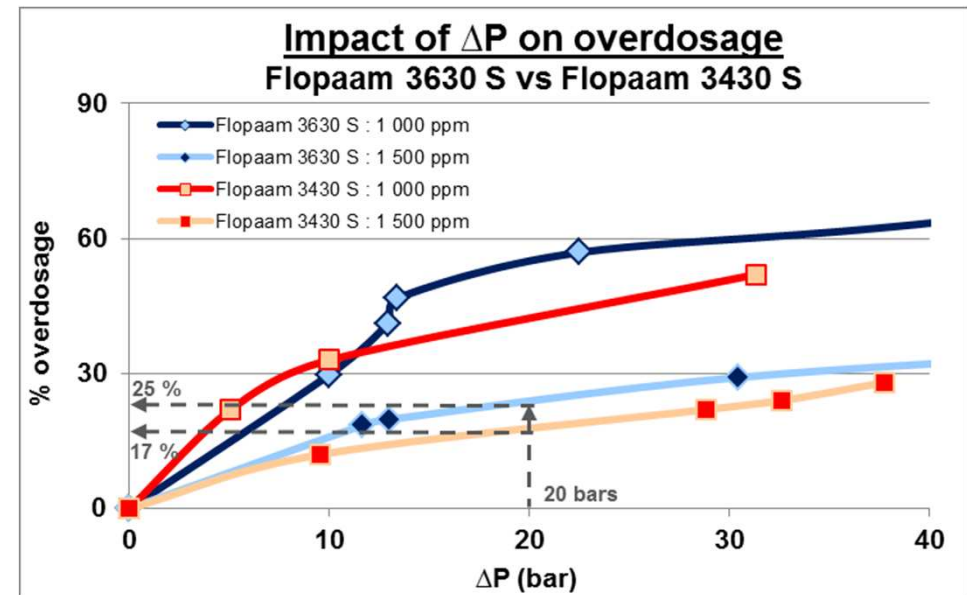 Impact of ∆P on overdosage
Flopaam 3630 S vs Flopaam 3430 S
90
Flopaam 3630 S : 1 000 ppm
Flopaam 3630 S : 1 500 ppm
Flopaam 3430 S : 1 000 ppm
Flopaam 3430 S : 1 500 ppm
60
% overdosage
30
25 %
17 %
20 bars
0
0 10 20 30 40
∆P (bar)